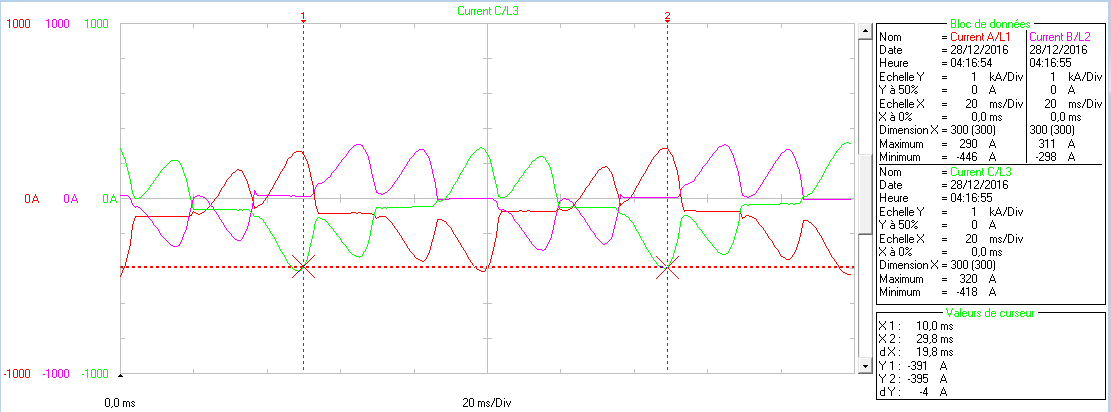 Current C/L3
1 2
1000 1000 1000
0A 0A 0A
-1000 -1000 -1000
0,0 ms 20 ms/Div
Bloc de données
Nom = Current A/L1 Current B/L2
Date = 28/12/2016 28/12/2016
Heure = 04:16:54 04:16:55
Echelle Y = 1 kA/Div 1 kA/Div
Y à 50% = 0 A 0 A
Echelle X = 20 ms/Div 20 ms/Div
X à 0% = 0,0 ms 0,0 ms
Dimension X = 300 (300) 300 (300)
Maximum = 290 A 311 A
Minimum = -446 A -298 A
Nom = Current C/L3
Date = 28/12/2016
Heure = 04:16:55
Echelle Y = 1 kA/Div
Y à 50% = 0 A
Echelle X = 20 ms/Div
X à 0% = 0,0 ms
Dimension X = 300 (300)
Maximum = 320 A
Minimum = -418 A
Valeurs de curseur
X 1 : 10,0 ms
X 2 : 29,8 ms
d X : 19,8 ms
Y 1 : -391 A
Y 2 : -395 A
d Y : -4 A